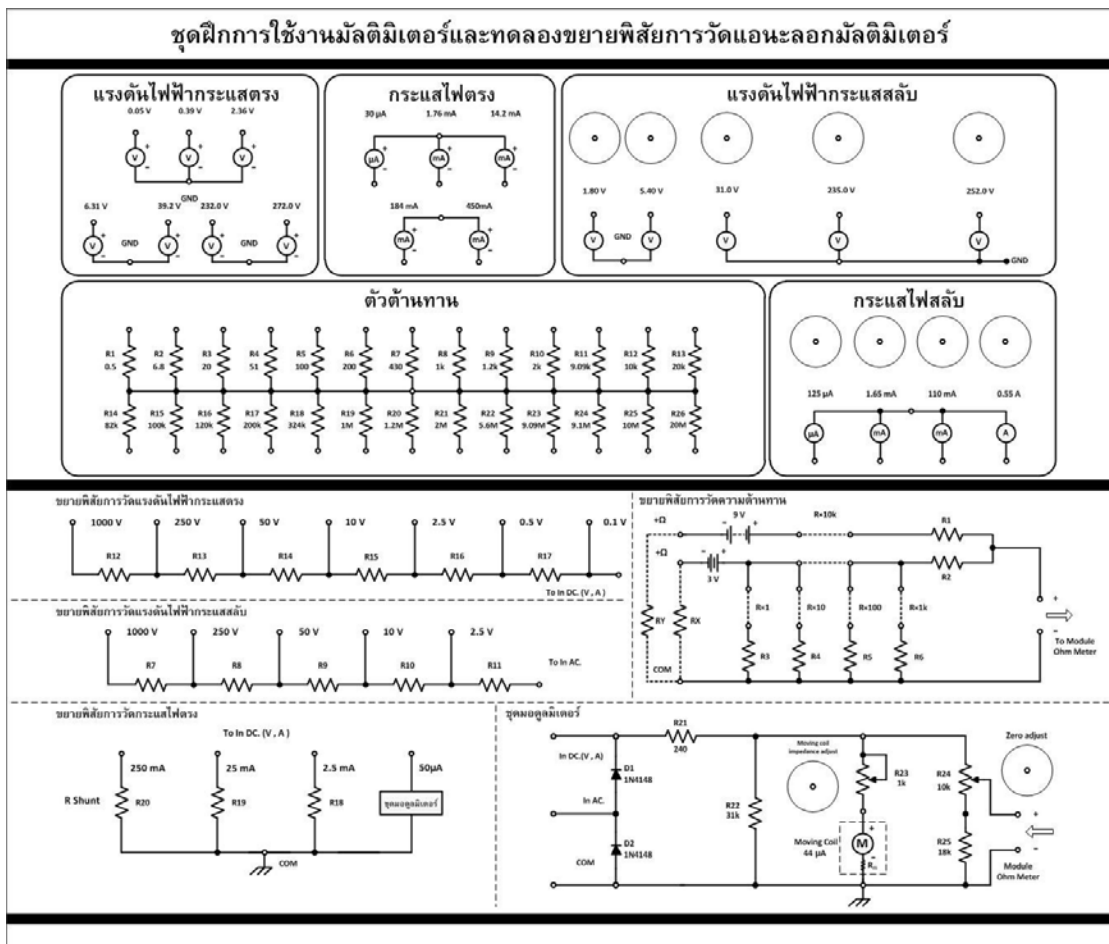 ชุดฝึกการใช้งานมัลติมิเตอร์และทดลองขยายพิสัยการวัดแอนะลอกมัลติมิเตอร์
แรงดันไฟฟ้ากระแสตรง
0.05 V 0.39 V 2.36 V
V V V
+ + +
- - -
GND
6.31 V 39.2 V 232.0 V 272.0 V
V GND V V GND V
+ + + +
- - - -
กระแสไฟตรง
30 µA 1.76 mA 14.2 mA
µA mA mA
+ + +
- - -
184 mA 450mA
mA mA
+ +
- -
แรงดันไฟฟ้ากระแสสลับ
1.80 V 5.40 V 31.0 V 235.0 V 252.0 V
V GND V V V V
GND
ตัวต้านทาน
R1 R2 R3 R4 R5 R6 R7 R8 R9 R10 R11 R12 R13
0.5 6.8 20 51 100 200 430 1k 1.2k 2k 9.09k 10k 20k
R14 R15 R16 R17 R18 R19 R20 R21 R22 R23 R24 R25 R26
82k 100k 120k 200k 324k 1M 1.2M 2M 5.6M 9.09M 9.1M 10M 20M
กระแสไฟสลับ
125 µA 1.65 mA 110 mA 0.55 A
µA mA mA A
ขยายพิสัยการวัดแรงดันไฟฟ้ากระแสตรง
1000 V 250 V 50 V 10 V 2.5 V 0.5 V 0.1 V
R12 R13 R14 R15 R16 R17
To In DC. (V , A )
ขยายพิสัยการวัดแรงดันไฟฟ้ากระแสสลับ
1000 V 250 V 50 V 10 V 2.5 V
R7 R8 R9 R10 R11
To In AC.
ขยายพิสัยการวัดความต้านทาน
+Ω - 9 V + R×10k R1
+Ω - 3 V + R2
R×1 R×10 R×100 R×1k
RY RX
R3 R4 R5 R6
COM
+
-
To Module
Ohm Meter
ขยายพิสัยการวัดกระแสไฟตรง
To In DC. (V , A )
250 mA 25 mA 2.5 mA 50µA
R Shunt R20 R19 R18 ชุดมอดูลมิเตอร์
COM
ชุดมอดูลมิเตอร์
R21
240
In DC.(V , A)
D1
1N4148
In AC.
D2
1N4148
COM
R22
31k
Moving coil
impedance adjust
R23
1k
Moving Coil
44 µA
+
M
-
Rm
Zero adjust
R24
10k
R25
18k
+
-
Module
Ohm Meter